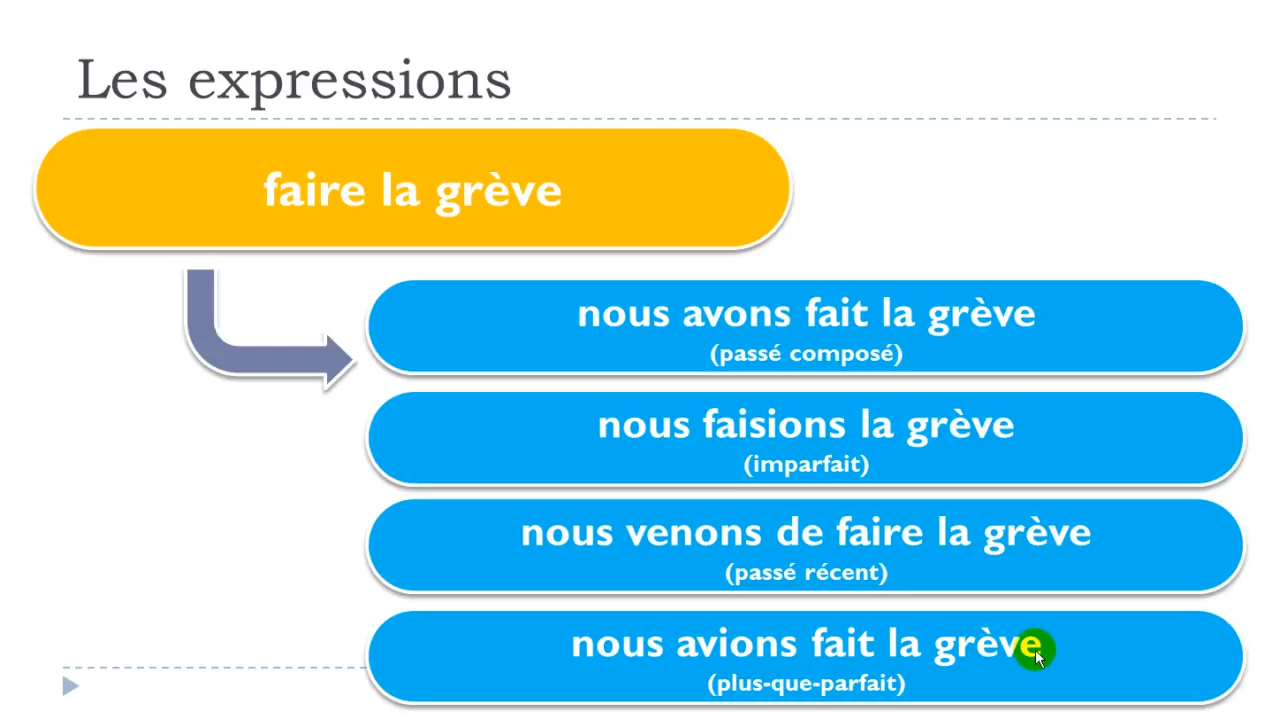 Les expressions
faire la grève
nous avons fait la grève
(passé composé)
nous faisions la grève
(imparfait)
nous venons de faire la grève
(passé récent)
nous avions fait la grève
(plus-que-parfait)